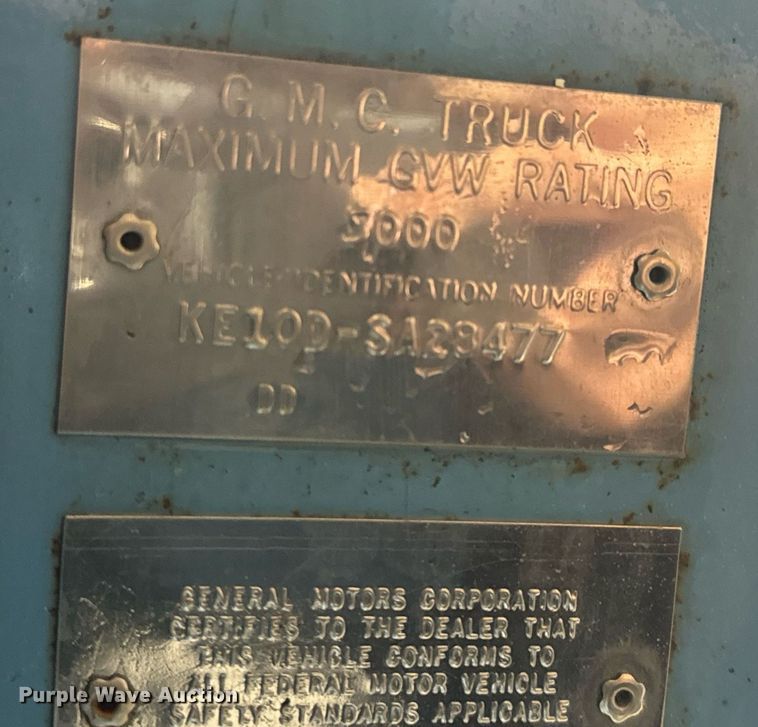 G. M. C. TRUCK
MAXIMUM GVW RATING
5000
VEHICLE IDENTIFICATION NUMBER
KE10D-SA28477
DD
GENERAL MOTORS CORPORATION
CERTIFIES TO THE DEALER THAT
THIS VEHICLE CONFORMS TO
ALL FEDERAL MOTOR VEHICLE
SAFETY STANDARDS APPLICABLE
Purple Wave Auction